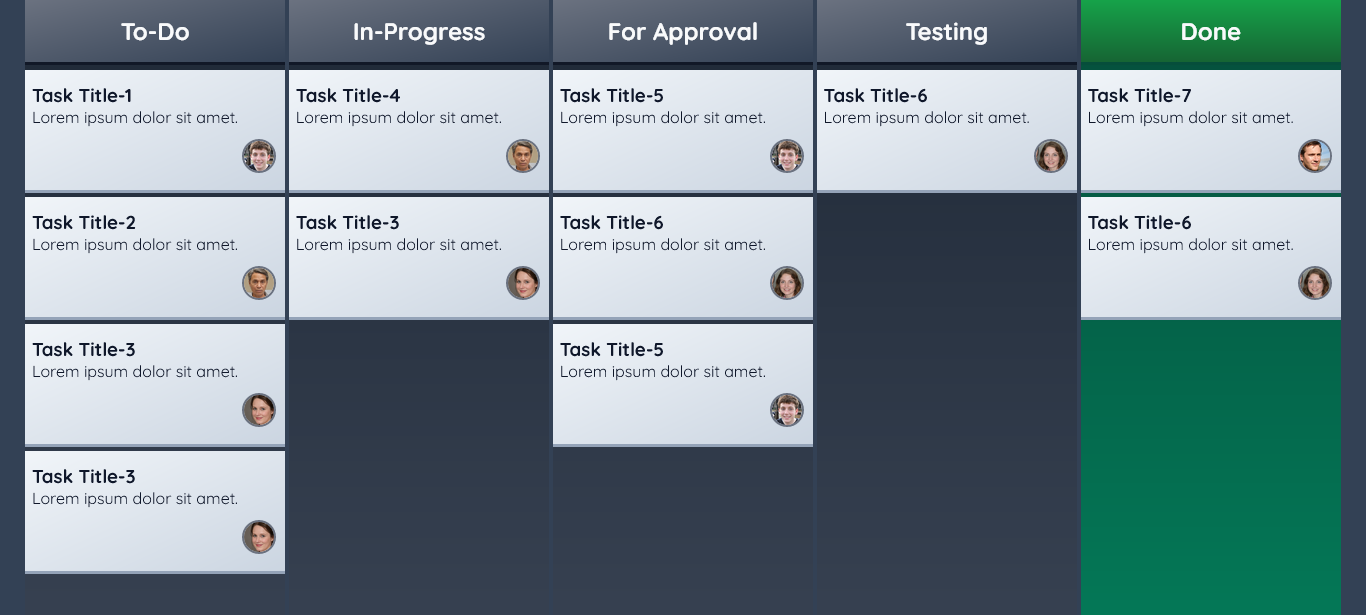 To-Do
Task Title-1
Lorem ipsum dolor sit amet.
Task Title-2
Lorem ipsum dolor sit amet.
Task Title-3
Lorem ipsum dolor sit amet.
Task Title-3
Lorem ipsum dolor sit amet.
In-Progress
Task Title-4
Lorem ipsum dolor sit amet.
Task Title-3
Lorem ipsum dolor sit amet.
For Approval
Task Title-5
Lorem ipsum dolor sit amet.
Task Title-6
Lorem ipsum dolor sit amet.
Task Title-5
Lorem ipsum dolor sit amet.
Testing
Task Title-6
Lorem ipsum dolor sit amet.
Done
Task Title-7
Lorem ipsum dolor sit amet.
Task Title-6
Lorem ipsum dolor sit amet.